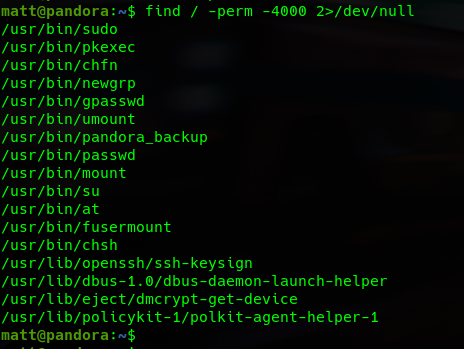 matt@pandora:~$ find / -perm -4000 2>/dev/null
/usr/bin/sudo
/usr/bin/pkexec
/usr/bin/chfn
/usr/bin/newgrp
/usr/bin/gpasswd
/usr/bin/umount
/usr/bin/pandora_backup
/usr/bin/passwd
/usr/bin/mount
/usr/bin/su
/usr/bin/at
/usr/bin/fusermount
/usr/bin/chsh
/usr/lib/openssh/ssh-keysign
/usr/lib/dbus-1.0/dbus-daemon-launch-helper
/usr/lib/eject/dmcrypt-get-device
/usr/lib/policykit-1/polkit-agent-helper-1
matt@pandora:~$